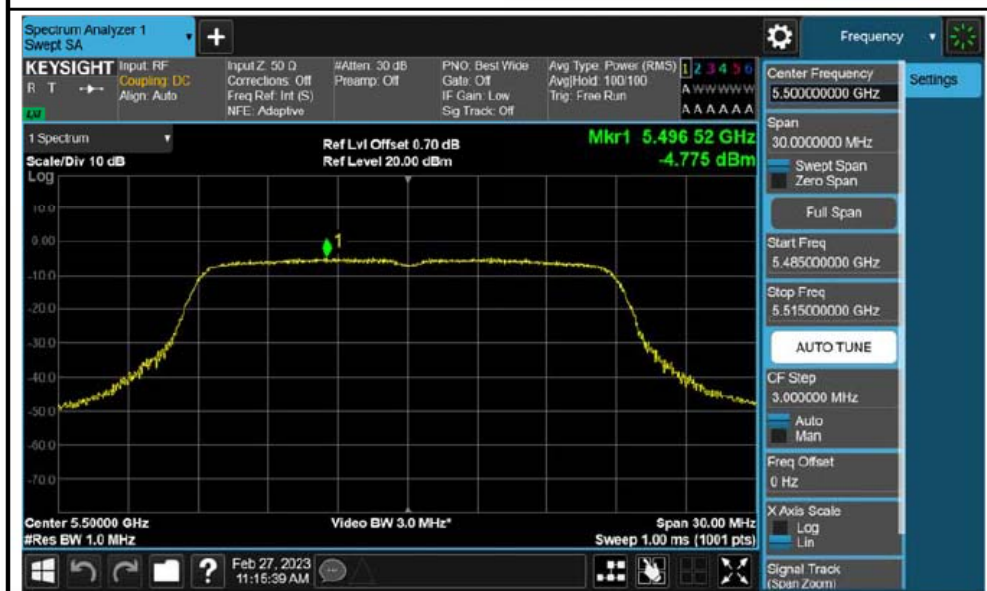 Spectrum Analyzer 1
Swept SA
Frequency
KEYSIGHT
R T
LXI
Input: RF
Coupling: DC
Align: Auto
Input Z: 50 Ω
Corrections: Off
Freq Ref: Int (S)
NFE: Adaptive
#Atten: 30 dB
Preamp: Off
PNO: Best Wide
Gate: Off
IF Gain: Low
Sig Track: Off
Avg Type: Power (RMS)
Avg|Hold: 100/100
Trig: Free Run
1 2 3 4 5 6
A W W W W W
A A A A A A
1 Spectrum
Scale/Div 10 dB
Log
Ref Lvl Offset 0.70 dB
Ref Level 20.00 dBm
Mkr1 5.496 52 GHz
-4.775 dBm
10.0
0.00
-10.0
-20.0
-30.0
-40.0
-50.0
-60.0
-70.0
1
Center 5.50000 GHz
#Res BW 1.0 MHz
Video BW 3.0 MHz*
Span 30.00 MHz
Sweep 1.00 ms (1001 pts)
Center Frequency
5.500000000 GHz
Settings
Span
30.0000000 MHz
Swept Span
Zero Span
Full Span
Start Freq
5.485000000 GHz
Stop Freq
5.515000000 GHz
AUTO TUNE
CF Step
3.000000 MHz
Auto
Man
Freq Offset
0 Hz
X Axis Scale
Log
Lin
Signal Track
(Span Zoom)
?
Feb 27, 2023
11:15:39 AM